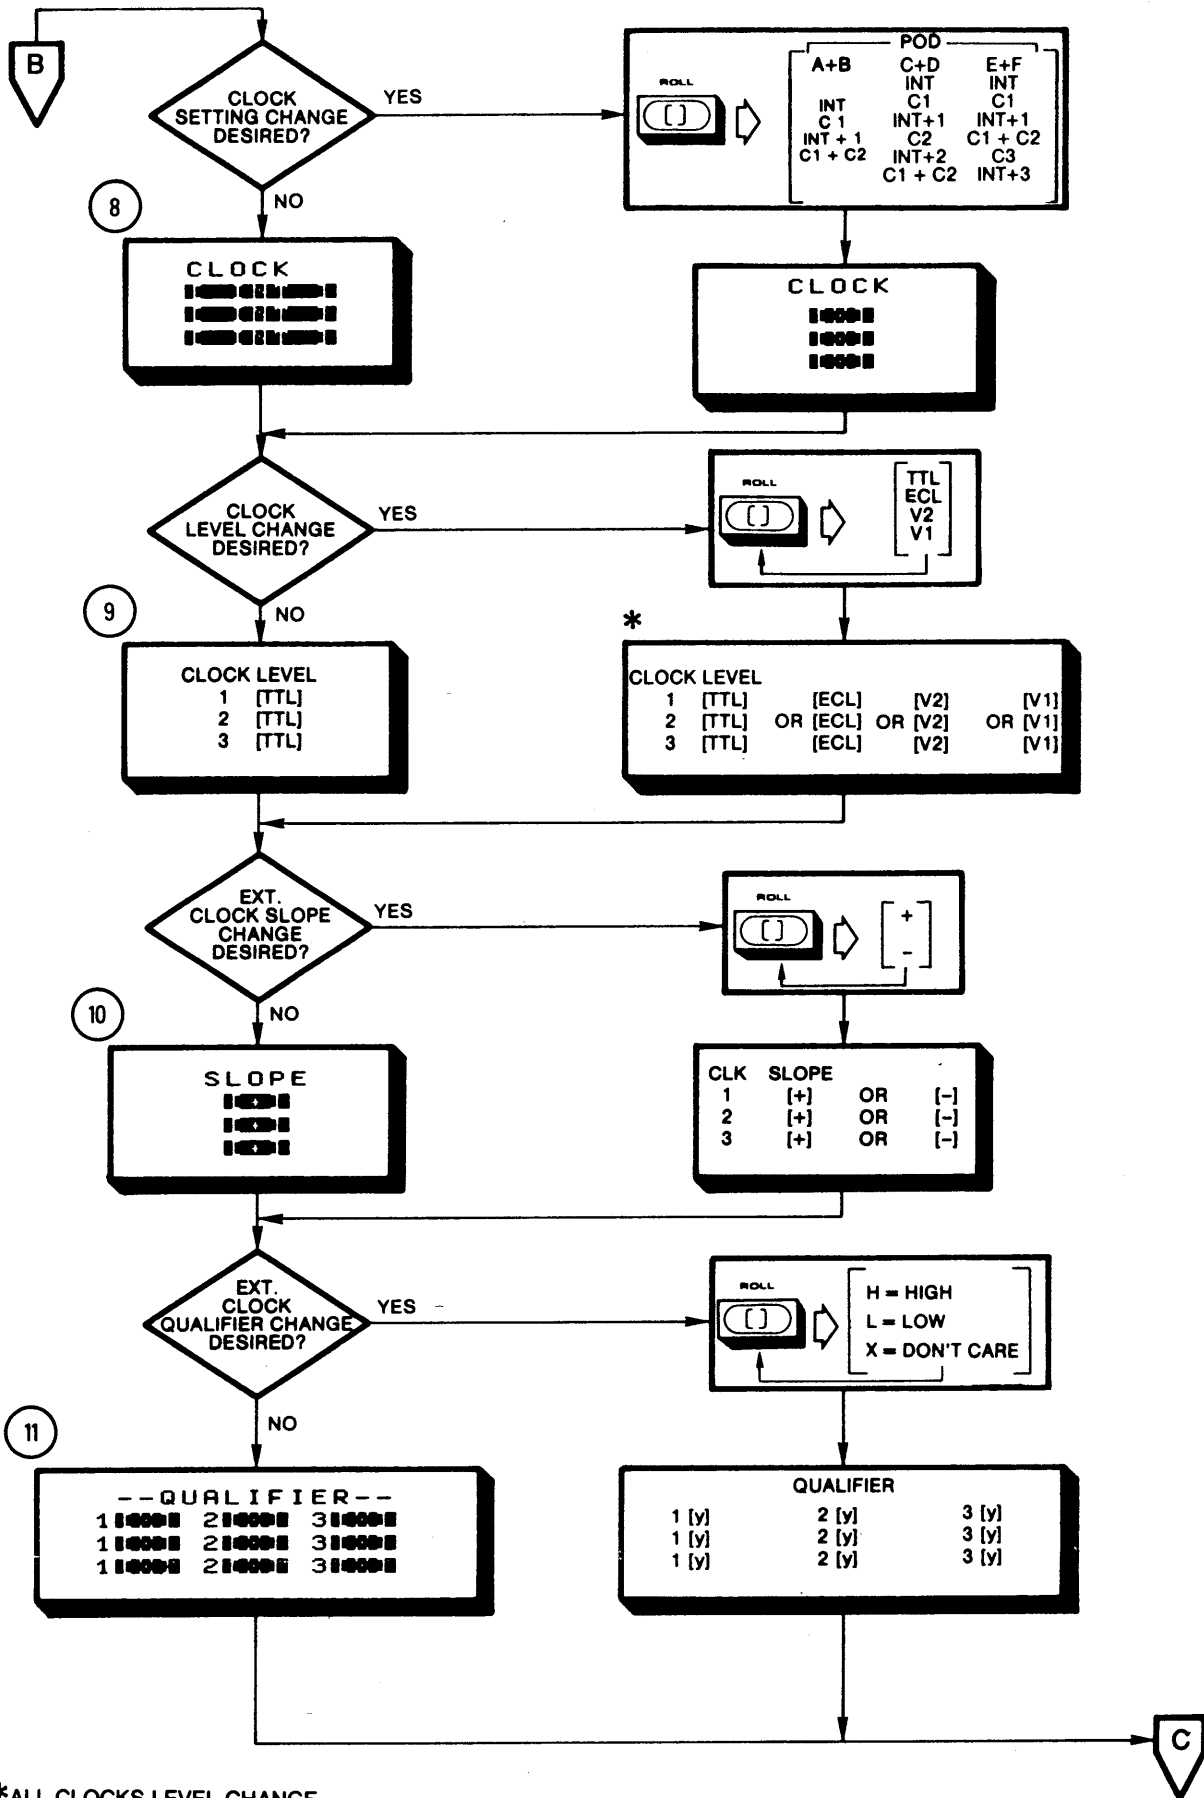 B
CLOCK
SETTING CHANGE
DESIRED?
YES
NO
ROLL
[ ]
POD
A+B C+D E+F
INT INT
INT C1 C1
C 1 INT+1 INT+1
INT + 1 C2 C1 + C2
C1 + C2 INT+2 C3
C1 + C2 INT+3
8
CLOCK
CLOCK
CLOCK
LEVEL CHANGE
DESIRED?
YES
NO
ROLL
[ ]
TTL
ECL
V2
V1
9
CLOCK LEVEL
1 [TTL]
2 [TTL]
3 [TTL]
*
CLOCK LEVEL
1 [TTL] [ECL] [V2] [V1]
2 [TTL] OR [ECL] OR [V2] OR [V1]
3 [TTL] [ECL] [V2] [V1]
EXT.
CLOCK SLOPE
CHANGE
DESIRED?
YES
NO
ROLL
[ ]
+
−
10
SLOPE
+
+
+
CLK SLOPE
1 [+] OR [−]
2 [+] OR [−]
3 [+] OR [−]
EXT.
CLOCK
QUALIFIER CHANGE
DESIRED?
YES
NO
ROLL
[ ]
H = HIGH
L = LOW
X = DON'T CARE
11
--QUALIFIER--
1 2 3
1 2 3
1 2 3
QUALIFIER
1 [y] 2 [y] 3 [y]
1 [y] 2 [y] 3 [y]
1 [y] 2 [y] 3 [y]
C
*ALL CLOCKS LEVEL CHANGE